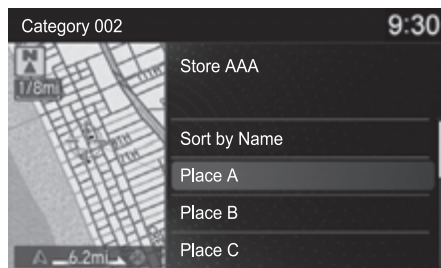 Category 002
9:30
N
1/8mi
Store AAA
Sort by Name
Place A
Place B
Place C
6.2mi